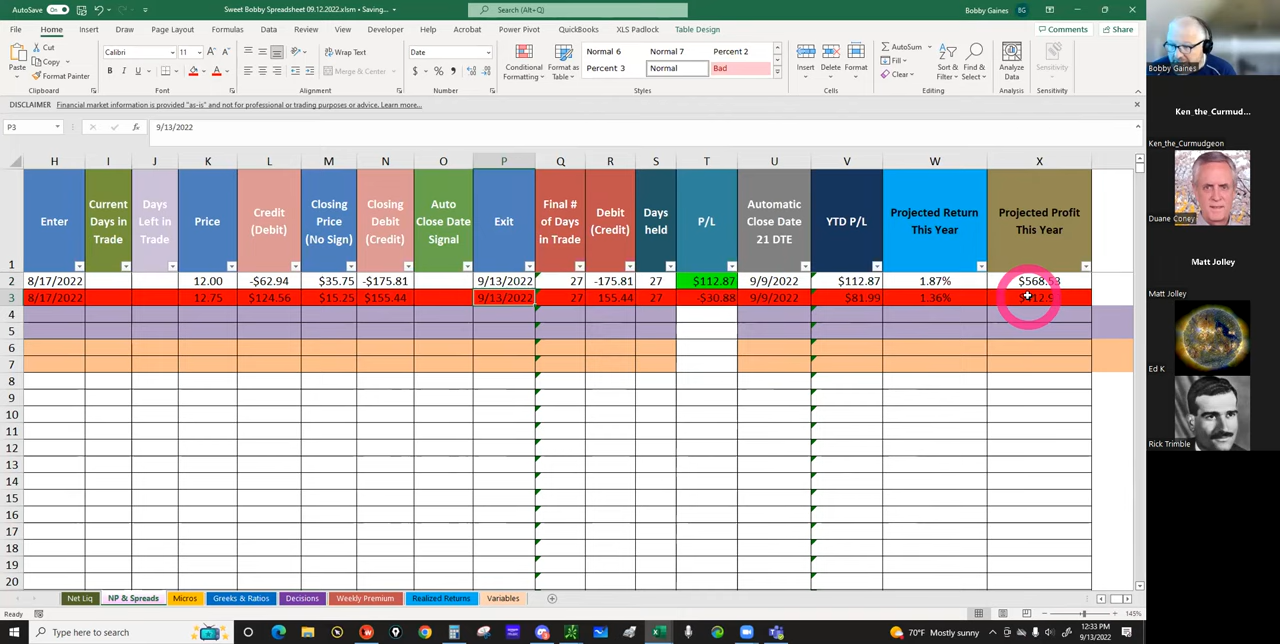 AutoSave On Sweet Bobby Spreadsheet 09.12.2022.xlsm • Saving... Search (Alt+Q) Bobby Gaines BG
File Home Insert Draw Page Layout Formulas Data Review View Developer Help Acrobat Power Pivot QuickBooks XLS Padlock Table Design Comments Share
Paste Cut Copy Format Painter Calibri 11 Wrap Text Merge & Center Date Conditional Formatting Format as Table Normal 6 Normal 7 Percent 2 Percent 3 Normal Bad Insert Delete Format AutoSum Fill Clear Sort & Filter Find & Select Analyze Data Sensitivity
Clipboard Font Alignment Number Styles Cells Editing Analysis Sensitivity
DISCLAIMER Financial market information is provided "as-is" and not for professional or trading purposes or advice. Learn more...
P3 fx 9/13/2022
H I J K L M N O P Q R S T U V W X
1 Enter Current Days in Trade Days Left in Trade Price Credit (Debit) Closing Price (No Sign) Closing Debit (Credit) Auto Close Date Signal Exit Final # of Days in Trade Debit (Credit) Days held P/L Automatic Close Date 21 DTE YTD P/L Projected Return This Year Projected Profit This Year
2 8/17/2022 12.00 -$62.94 $35.75 -$175.81 9/13/2022 27 -175.81 27 $112.87 9/9/2022 $112.87 1.87% $568.53
3 8/17/2022 12.75 $124.56 $15.25 $155.44 9/13/2022 27 155.44 27 -$30.88 9/9/2022 $81.99 1.36%
4
5
6
7
8
9
10
11
12
13
14
15
16
17
18
19
20
Net Liq NP & Spreads Micros Greeks & Ratios Decisions Weekly Premium Realized Returns Variables
Ready 145%
Type here to search 70°F Mostly sunny 12:33 PM
9/13/2022
Bobby Gaines
Ken_the_Curmud...
Ken_the_Curmudgeon
Duane Coney
Matt Jolley
Matt Jolley
Ed K
Rick Trimble